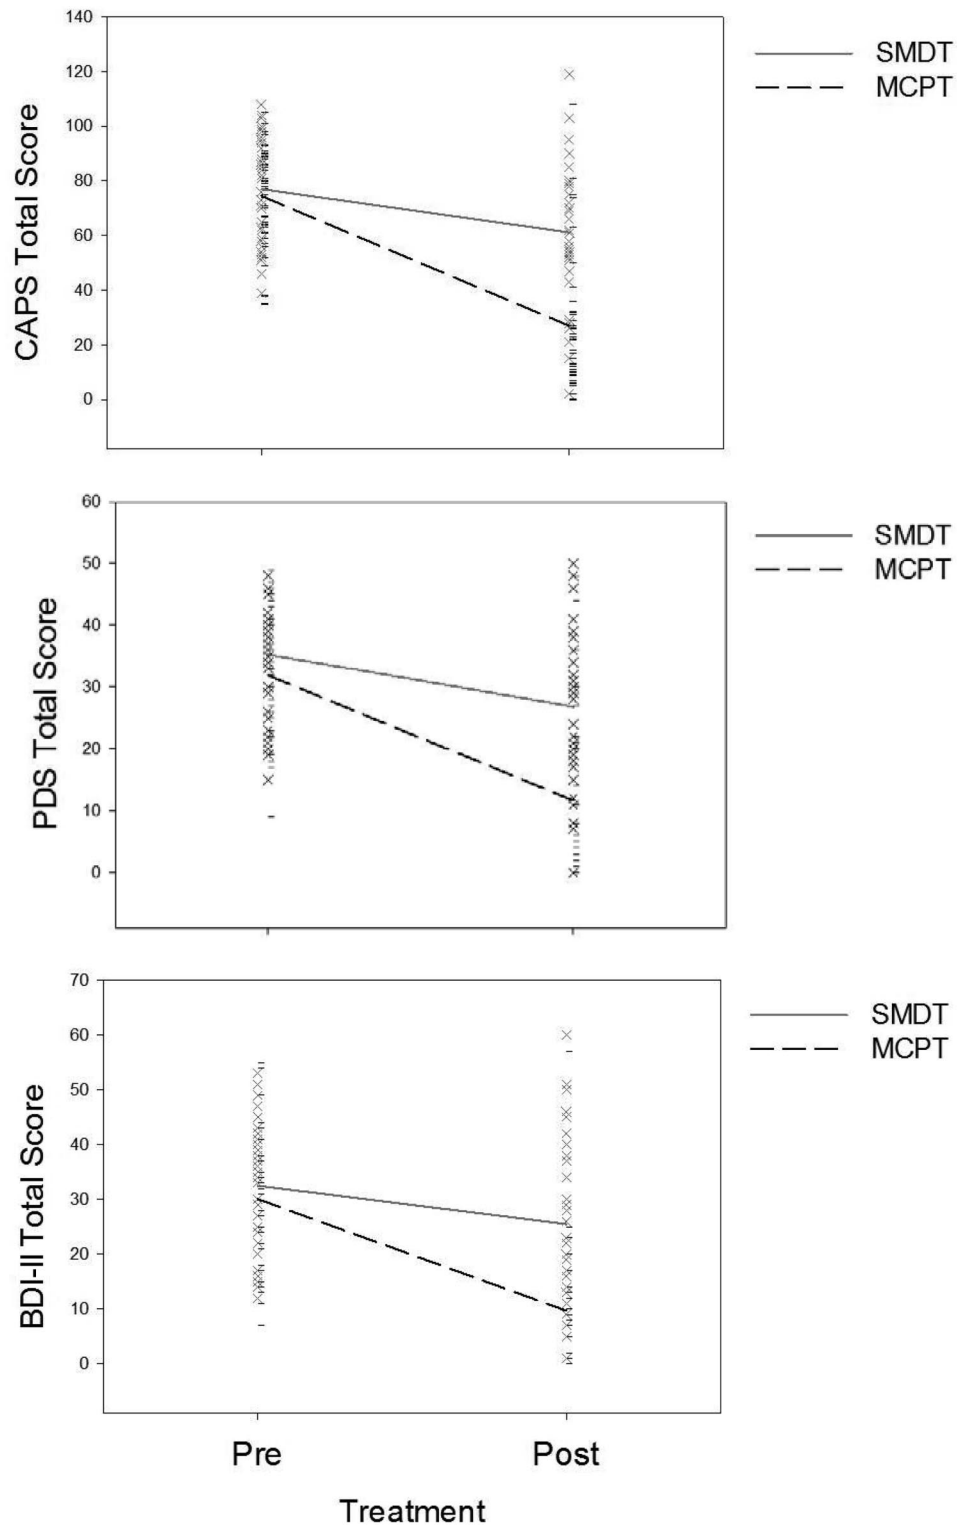 CAPS Total Score
140
120
100
80
60
40
20
0
SMDT
MCPT
PDS Total Score
60
50
40
30
20
10
0
SMDT
MCPT
BDI-II Total Score
70
60
50
40
30
20
10
0
SMDT
MCPT
Pre Post
Treatment